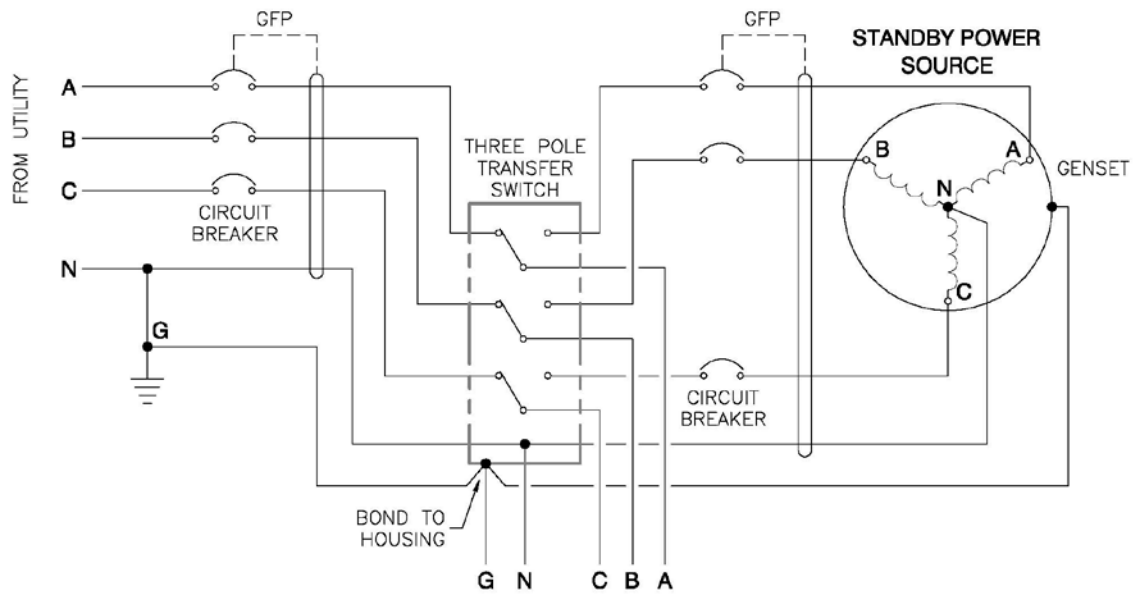 GFP
GFP
STANDBY POWER
SOURCE
FROM UTILITY
A
B
C
N
G
CIRCUIT
BREAKER
THREE POLE
TRANSFER
SWITCH
B
A
N
C
GENSET
CIRCUIT
BREAKER
BOND TO
HOUSING
G N C B A